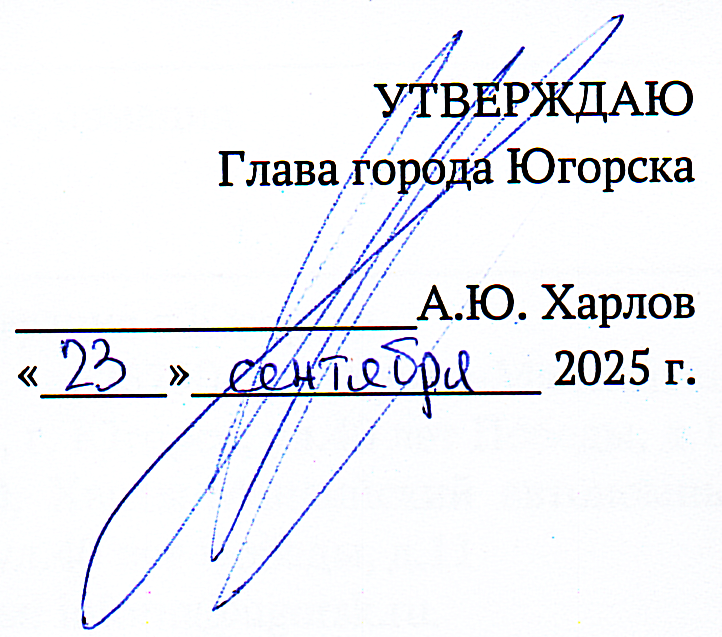 УТВЕРЖДАЮ
Глава города Югорска
А.Ю. Харлов
«23» сентября 2025 г.